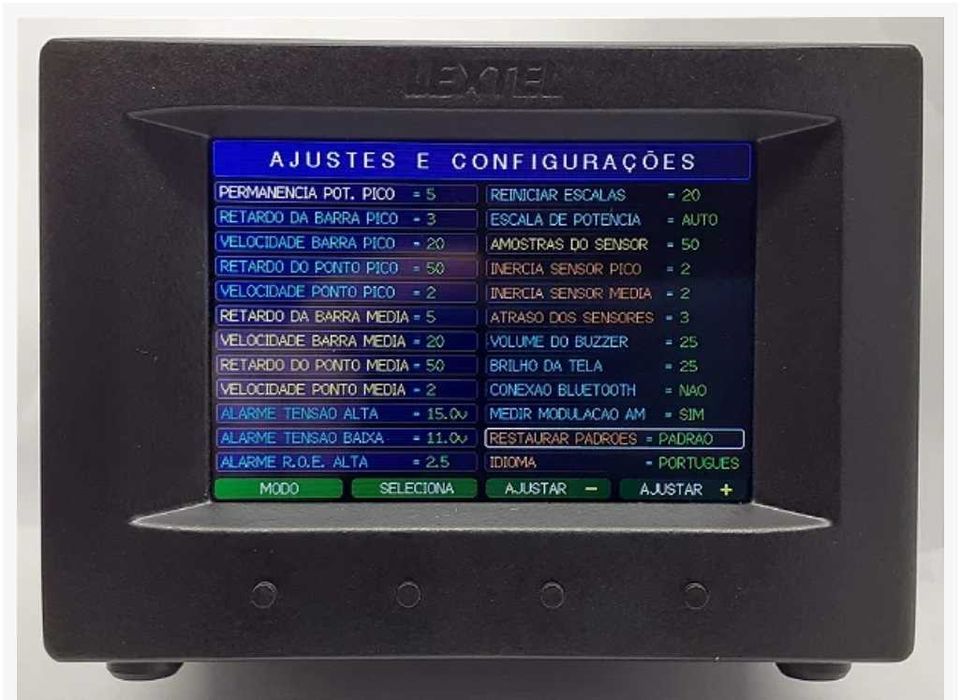 LEXTEL
AJUSTES E CONFIGURAÇÕES
PERMANENCIA POT. PICO = 5
RETARDO DA BARRA PICO = 3
VELOCIDADE BARRA PICO = 20
RETARDO DO PONTO PICO = 50
VELOCIDADE PONTO PICO = 2
RETARDO DA BARRA MEDIA = 5
VELOCIDADE BARRA MEDIA = 20
RETARDO DO PONTO MEDIA = 50
VELOCIDADE PONTO MEDIA = 2
ALARME TENSAO ALTA = 15.0v
ALARME TENSAO BAIXA = 11.0v
ALARME R.O.E. ALTA = 2.5
REINICIAR ESCALAS = 20
ESCALA DE POTENCIA = AUTO
AMOSTRAS DO SENSOR = 50
INERCIA SENSOR PICO = 2
INERCIA SENSOR MEDIA = 2
ATRASO DOS SENSORES = 3
VOLUME DO BUZZER = 25
BRILHO DA TELA = 25
CONEXAO BLUETOOTH = NAO
MEDIR MODULACAO AM = SIM
RESTAURAR PADROES = PADRAO
IDIOMA = PORTUGUES
MODO SELECIONA AJUSTAR - AJUSTAR +